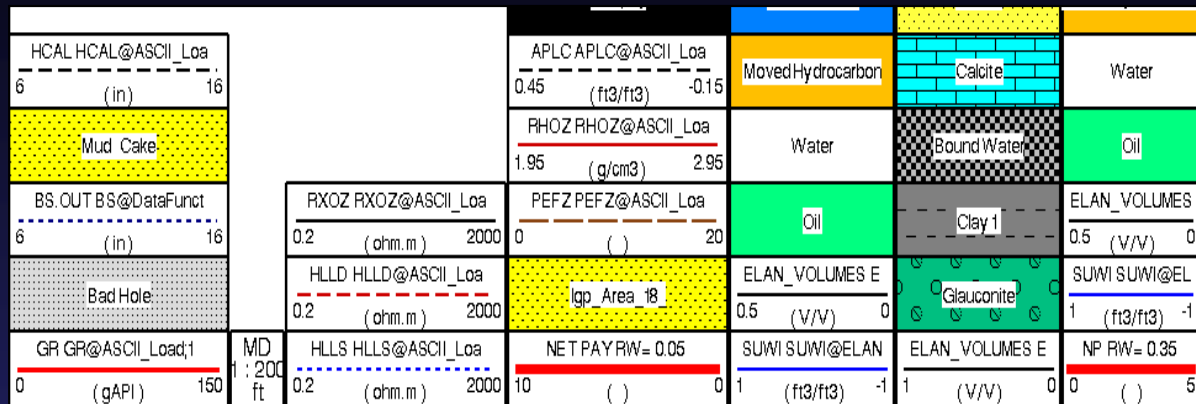 HCAL HCAL@ASCII_Loa
6 (in) 16
Mud Cake
BS.OUT BS@DataFunct
6 (in) 16
Bad Hole
GR GR@ASCII_Load;1
0 (gAPI) 150
MD
1 : 200
ft
RXOZ RXOZ@ASCII_Loa
0.2 (ohm.m) 2000
HLLD HLLD@ASCII_Loa
0.2 (ohm.m) 2000
HLLS HLLS@ASCII_Loa
0.2 (ohm.m) 2000
APLC APLC@ASCII_Loa
0.45 (ft3/ft3) -0.15
RHOZ RHOZ@ASCII_Loa
1.95 (g/cm3) 2.95
PEFZ PEFZ@ASCII_Loa
0 ( ) 20
lgp_Area_18_
NET PAY RW= 0.05
10 ( ) 0
Moved Hydrocarbon
Water
Oil
ELAN_VOLUMES E
0.5 (V/V) 0
SUWI SUWI@ELAN
1 (ft3/ft3) -1
Calcite
Bound Water
Clay 1
Glauconite
ELAN_VOLUMES E
1 (V/V) 0
Water
Oil
ELAN_VOLUMES
0.5 (V/V) 0
SUWI SUWI@EL
1 (ft3/ft3) -1
NP RW= 0.35
0 ( ) 5